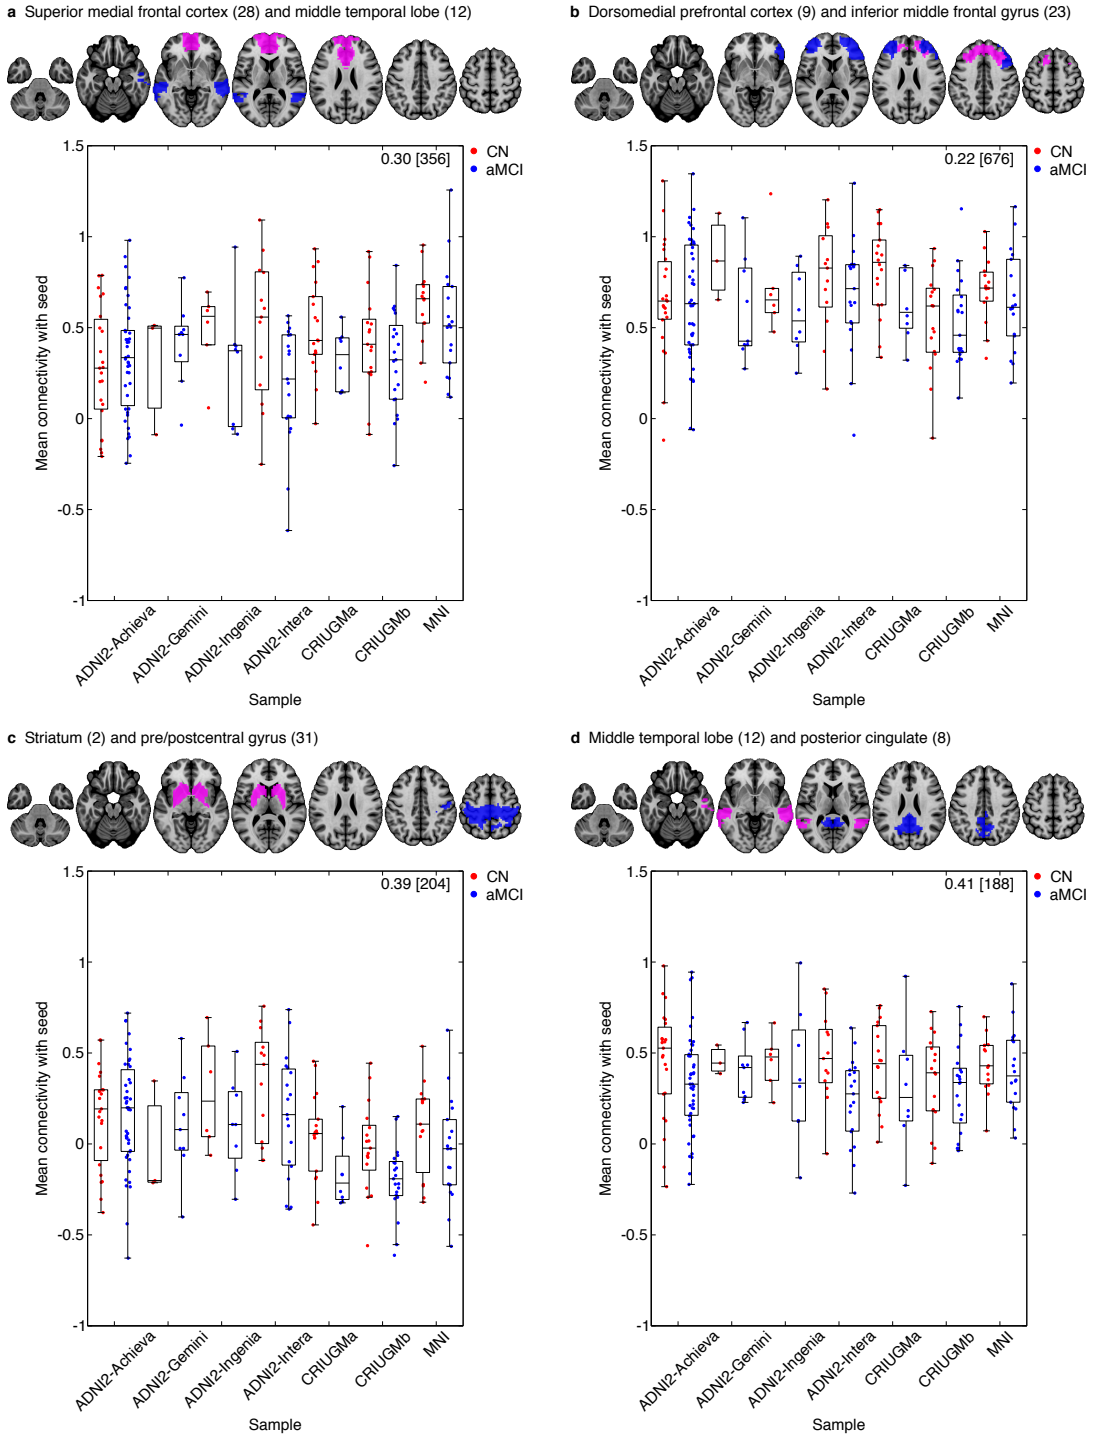 a Superior medial frontal cortex (28) and middle temporal lobe (12)
1.5
1
0.5
0
-0.5
-1
Mean connectivity with seed
0.30 [356]
CN
aMCI
ADNI2-Achieva
ADNI2-Gemini
ADNI2-Ingenia
ADNI2-Intera
CRIUGMa
CRIUGMb
MNI
Sample
b Dorsomedial prefrontal cortex (9) and inferior middle frontal gyrus (23)
1.5
1
0.5
0
-0.5
-1
Mean connectivity with seed
0.22 [676]
CN
aMCI
ADNI2-Achieva
ADNI2-Gemini
ADNI2-Ingenia
ADNI2-Intera
CRIUGMa
CRIUGMb
MNI
Sample
c Striatum (2) and pre/postcentral gyrus (31)
1.5
1
0.5
0
-0.5
-1
Mean connectivity with seed
0.39 [204]
CN
aMCI
ADNI2-Achieva
ADNI2-Gemini
ADNI2-Ingenia
ADNI2-Intera
CRIUGMa
CRIUGMb
MNI
Sample
d Middle temporal lobe (12) and posterior cingulate (8)
1.5
1
0.5
0
-0.5
-1
Mean connectivity with seed
0.41 [188]
CN
aMCI
ADNI2-Achieva
ADNI2-Gemini
ADNI2-Ingenia
ADNI2-Intera
CRIUGMa
CRIUGMb
MNI
Sample